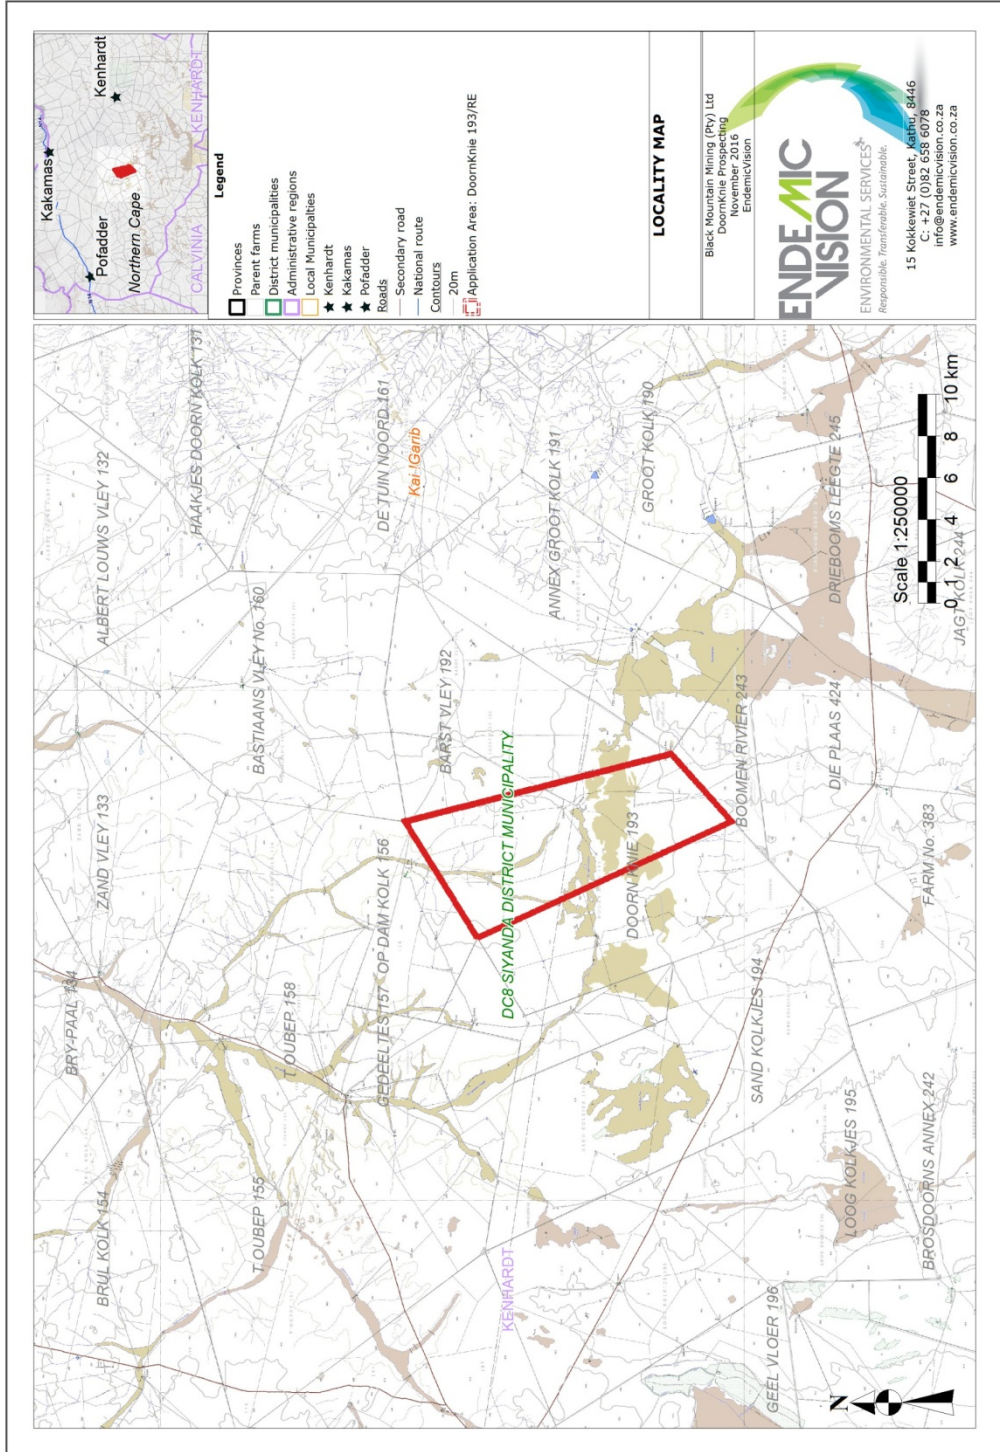 BRY-PAAL 134
ZAND VLEY 133
ALBERT LOUWS VLEY 132
HAAKJES DOORN KOLK 131
BRUL KOLK 154
T'OUBEP 155
T'OUBEP 158
GEDEELTES 157
OP DAM KOLK 156
BASTIAANS VLEY No. 160
DE TUIN NOORD 161
Kai !Garib
BARST VLEY 192
DC8 SIYANDA DISTRICT MUNICIPALITY
KENHARDT
ANNEX GROOT KOLK 191
GROOT KOLK 190
DOORN KNIE 193
BOOMEN RIVIER 243
SAND KOLKJES 194
DIE PLAAS 424
DRIEBOOMS LEEGTE 245
LOOG KOLKJES 195
GEEL VLOER 196
BROSDOORNS ANNEX 242
FARM No. 383
JAGT KOLK 244
N
Scale 1:250000
0 1 2 4 6 8 10 km
Kakamas
Pofadder
Kenhardt
Northern Cape
CALVINIA
KENHARDT
N14
Legend
Provinces
Parent farms
District municipalities
Administrative regions
Local Municipalties
Kenhardt
Kakamas
Pofadder
Roads
Secondary road
National route
Contours
20m
Application Area: DoornKnie 193/RE
LOCALITY MAP
Black Mountain Mining (Pty) Ltd
DoornKnie Prospecting
November 2016
EndemicVision
ENDEMIC
VISION
ENVIRONMENTAL SERVICES
Responsible. Transferable. Sustainable.
15 Kokkewiet Street, Kathu, 8446
C: +27 (0)82 658 6078
info@endemicvision.co.za
www.endemicvision.co.za